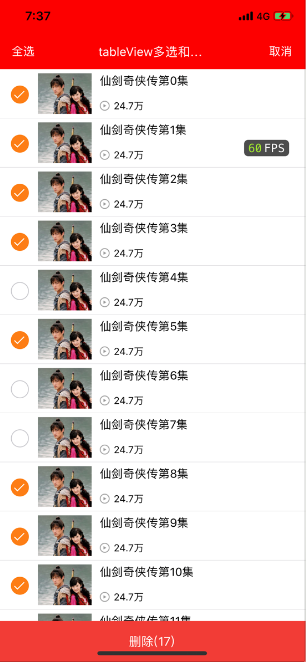 7:37
4G
全选
tableView多选和...
取消
仙剑奇侠传第0集
24.7万
仙剑奇侠传第1集
24.7万
60 FPS
仙剑奇侠传第2集
24.7万
仙剑奇侠传第3集
24.7万
仙剑奇侠传第4集
24.7万
仙剑奇侠传第5集
24.7万
仙剑奇侠传第6集
24.7万
仙剑奇侠传第7集
24.7万
仙剑奇侠传第8集
24.7万
仙剑奇侠传第9集
24.7万
仙剑奇侠传第10集
24.7万
仙剑奇侠传第11集
删除(17)